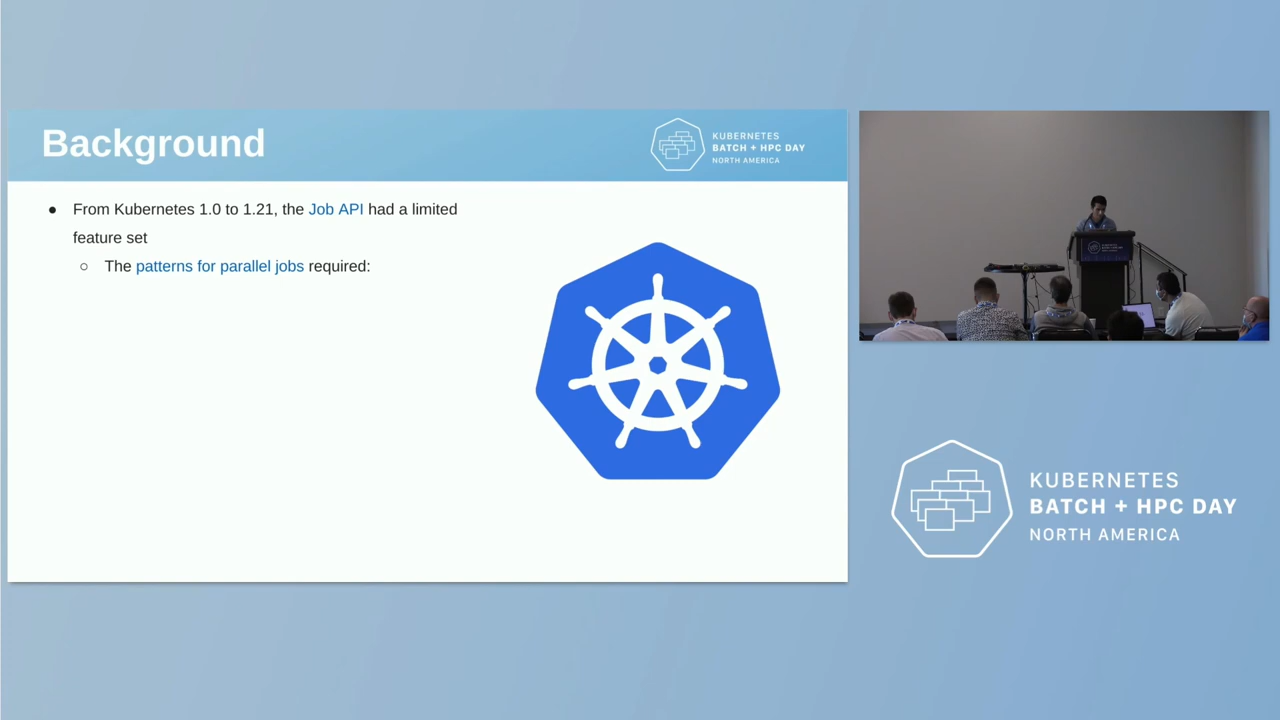 Background
KUBERNETES
BATCH + HPC DAY
NORTH AMERICA
● From Kubernetes 1.0 to 1.21, the Job API had a limited
feature set
○ The patterns for parallel jobs required:
KUBERNETES
BATCH + HPC DAY
NORTH AMERICA